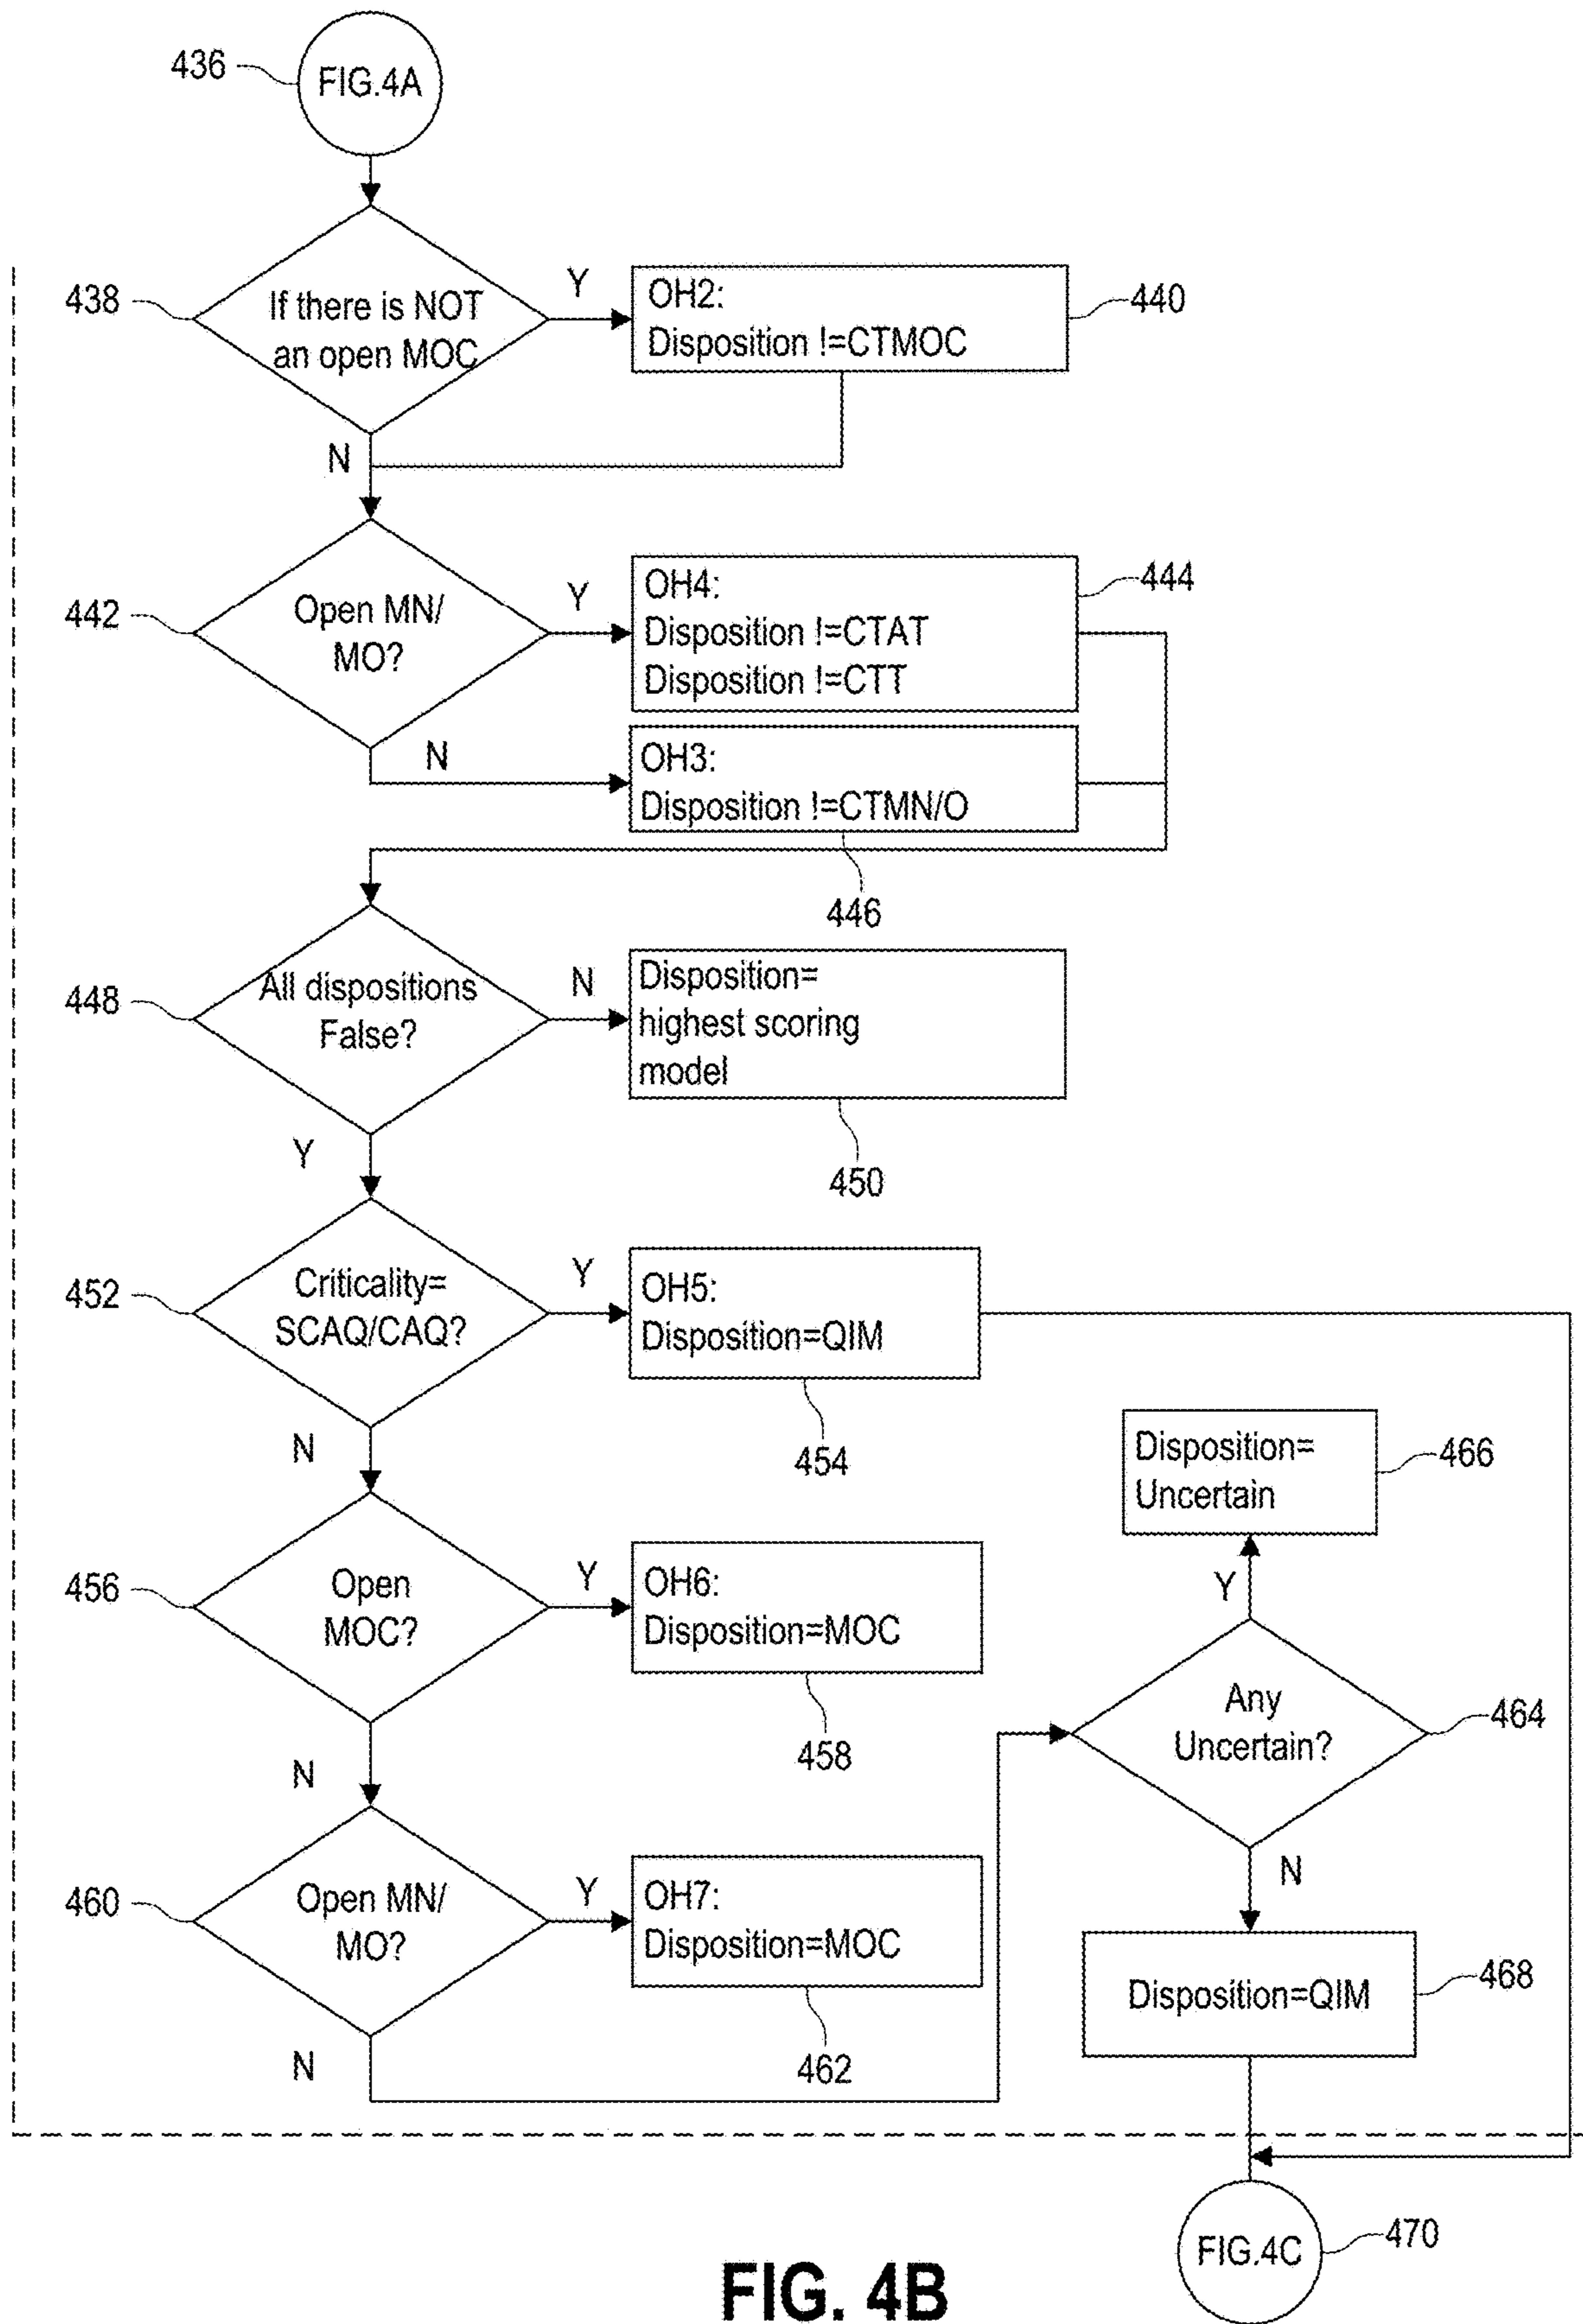 436
FIG.4A
438
If there is NOT
an open MOC
Y
OH2:
Disposition !=CTMOC
440
N
442
Open MN/
MO?
Y
OH4:
Disposition !=CTAT
Disposition !=CTT
444
N
OH3:
Disposition !=CTMN/O
446
448
All dispositions
False?
N
Disposition=
highest scoring
model
450
Y
452
Criticality=
SCAQ/CAQ?
Y
OH5:
Disposition=QIM
454
N
456
Open
MOC?
Y
OH6:
Disposition=MOC
458
N
460
Open MN/
MO?
Y
OH7:
Disposition=MOC
462
N
Disposition=
Uncertain
466
Y
Any
Uncertain?
464
N
Disposition=QIM
468
FIG.4C
470
FIG. 4B